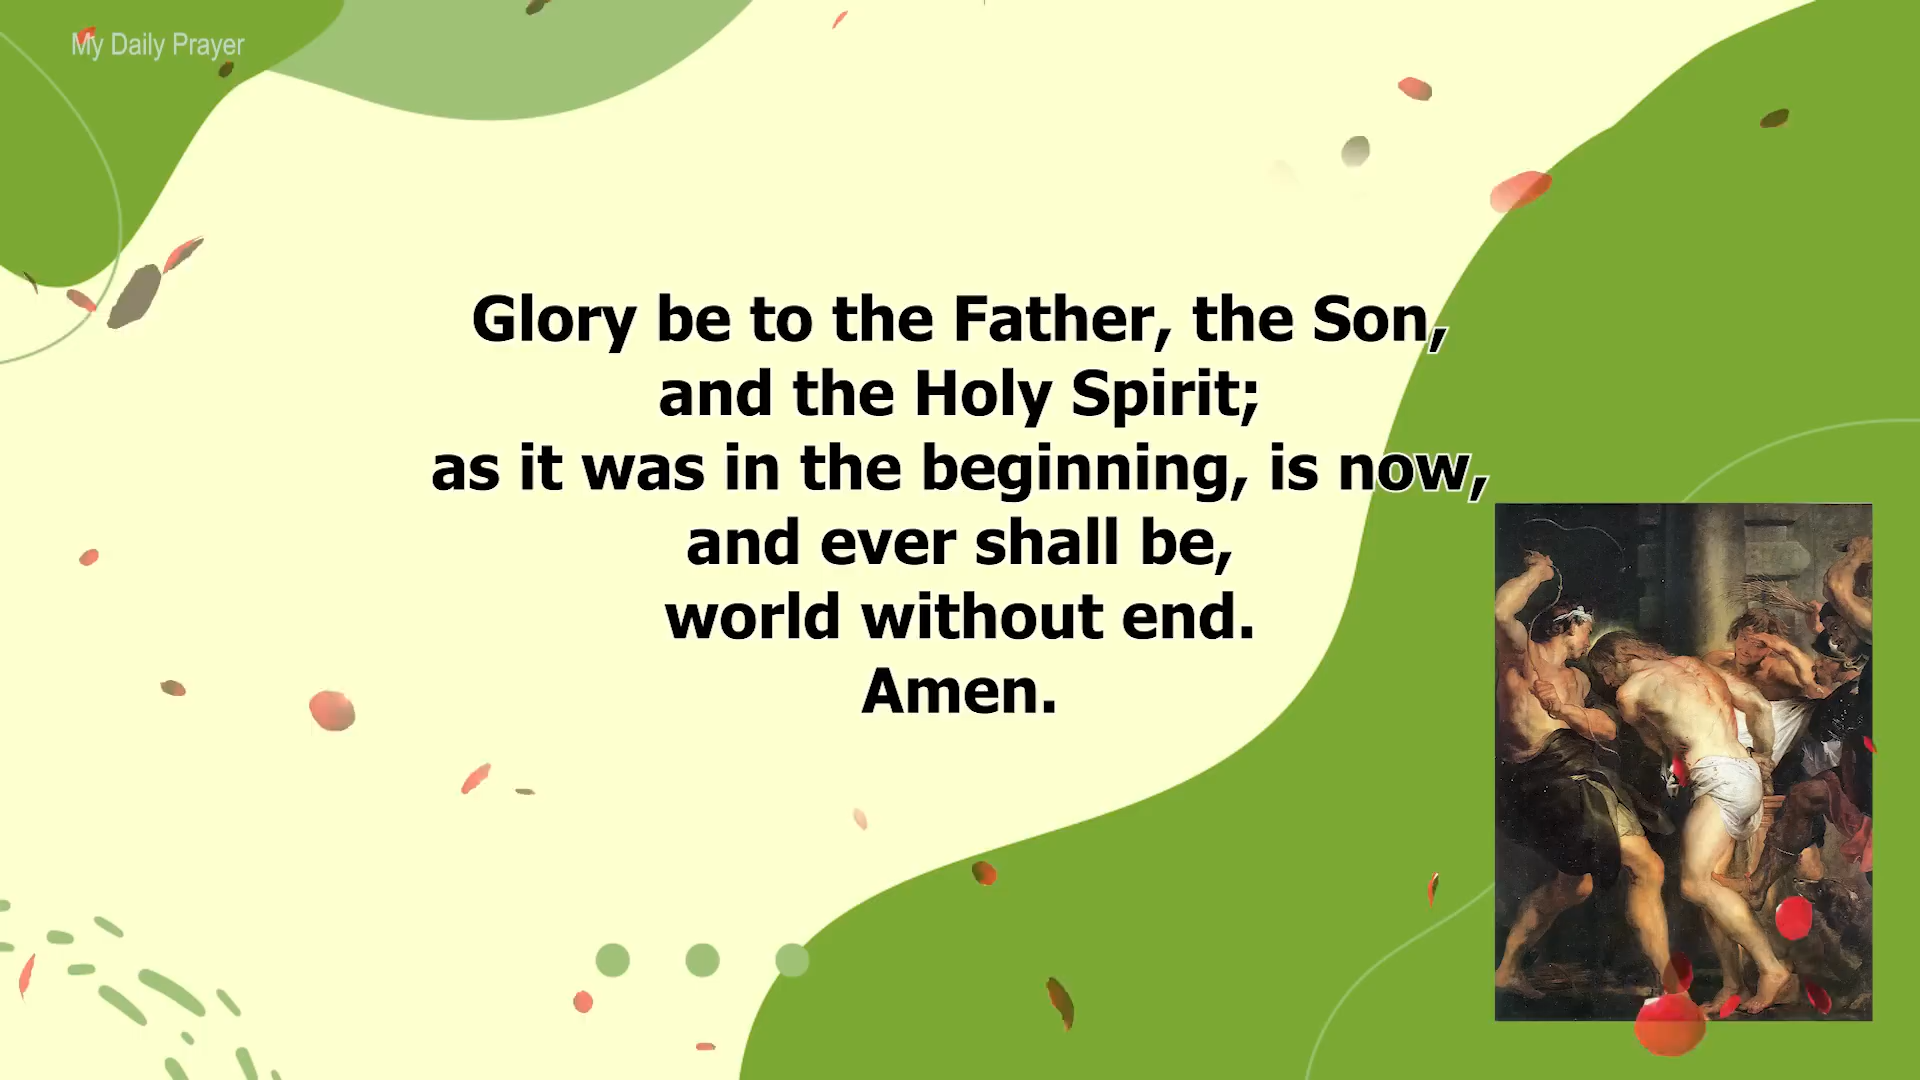 My Daily Prayer
Glory be to the Father, the Son,
and the Holy Spirit;
as it was in the beginning, is now,
and ever shall be,
world without end.
Amen.